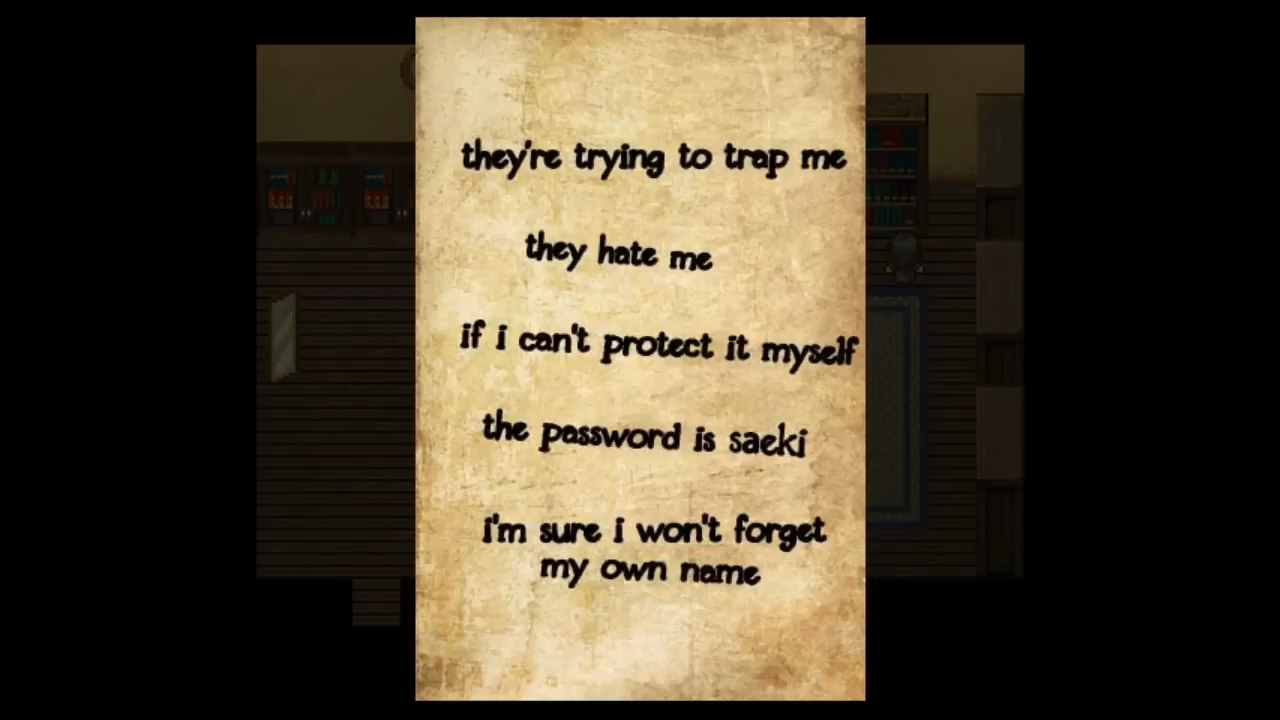 they're trying to trap me
they hate me
if i can't protect it myself
the password is saeki
i'm sure i won't forget
my own name